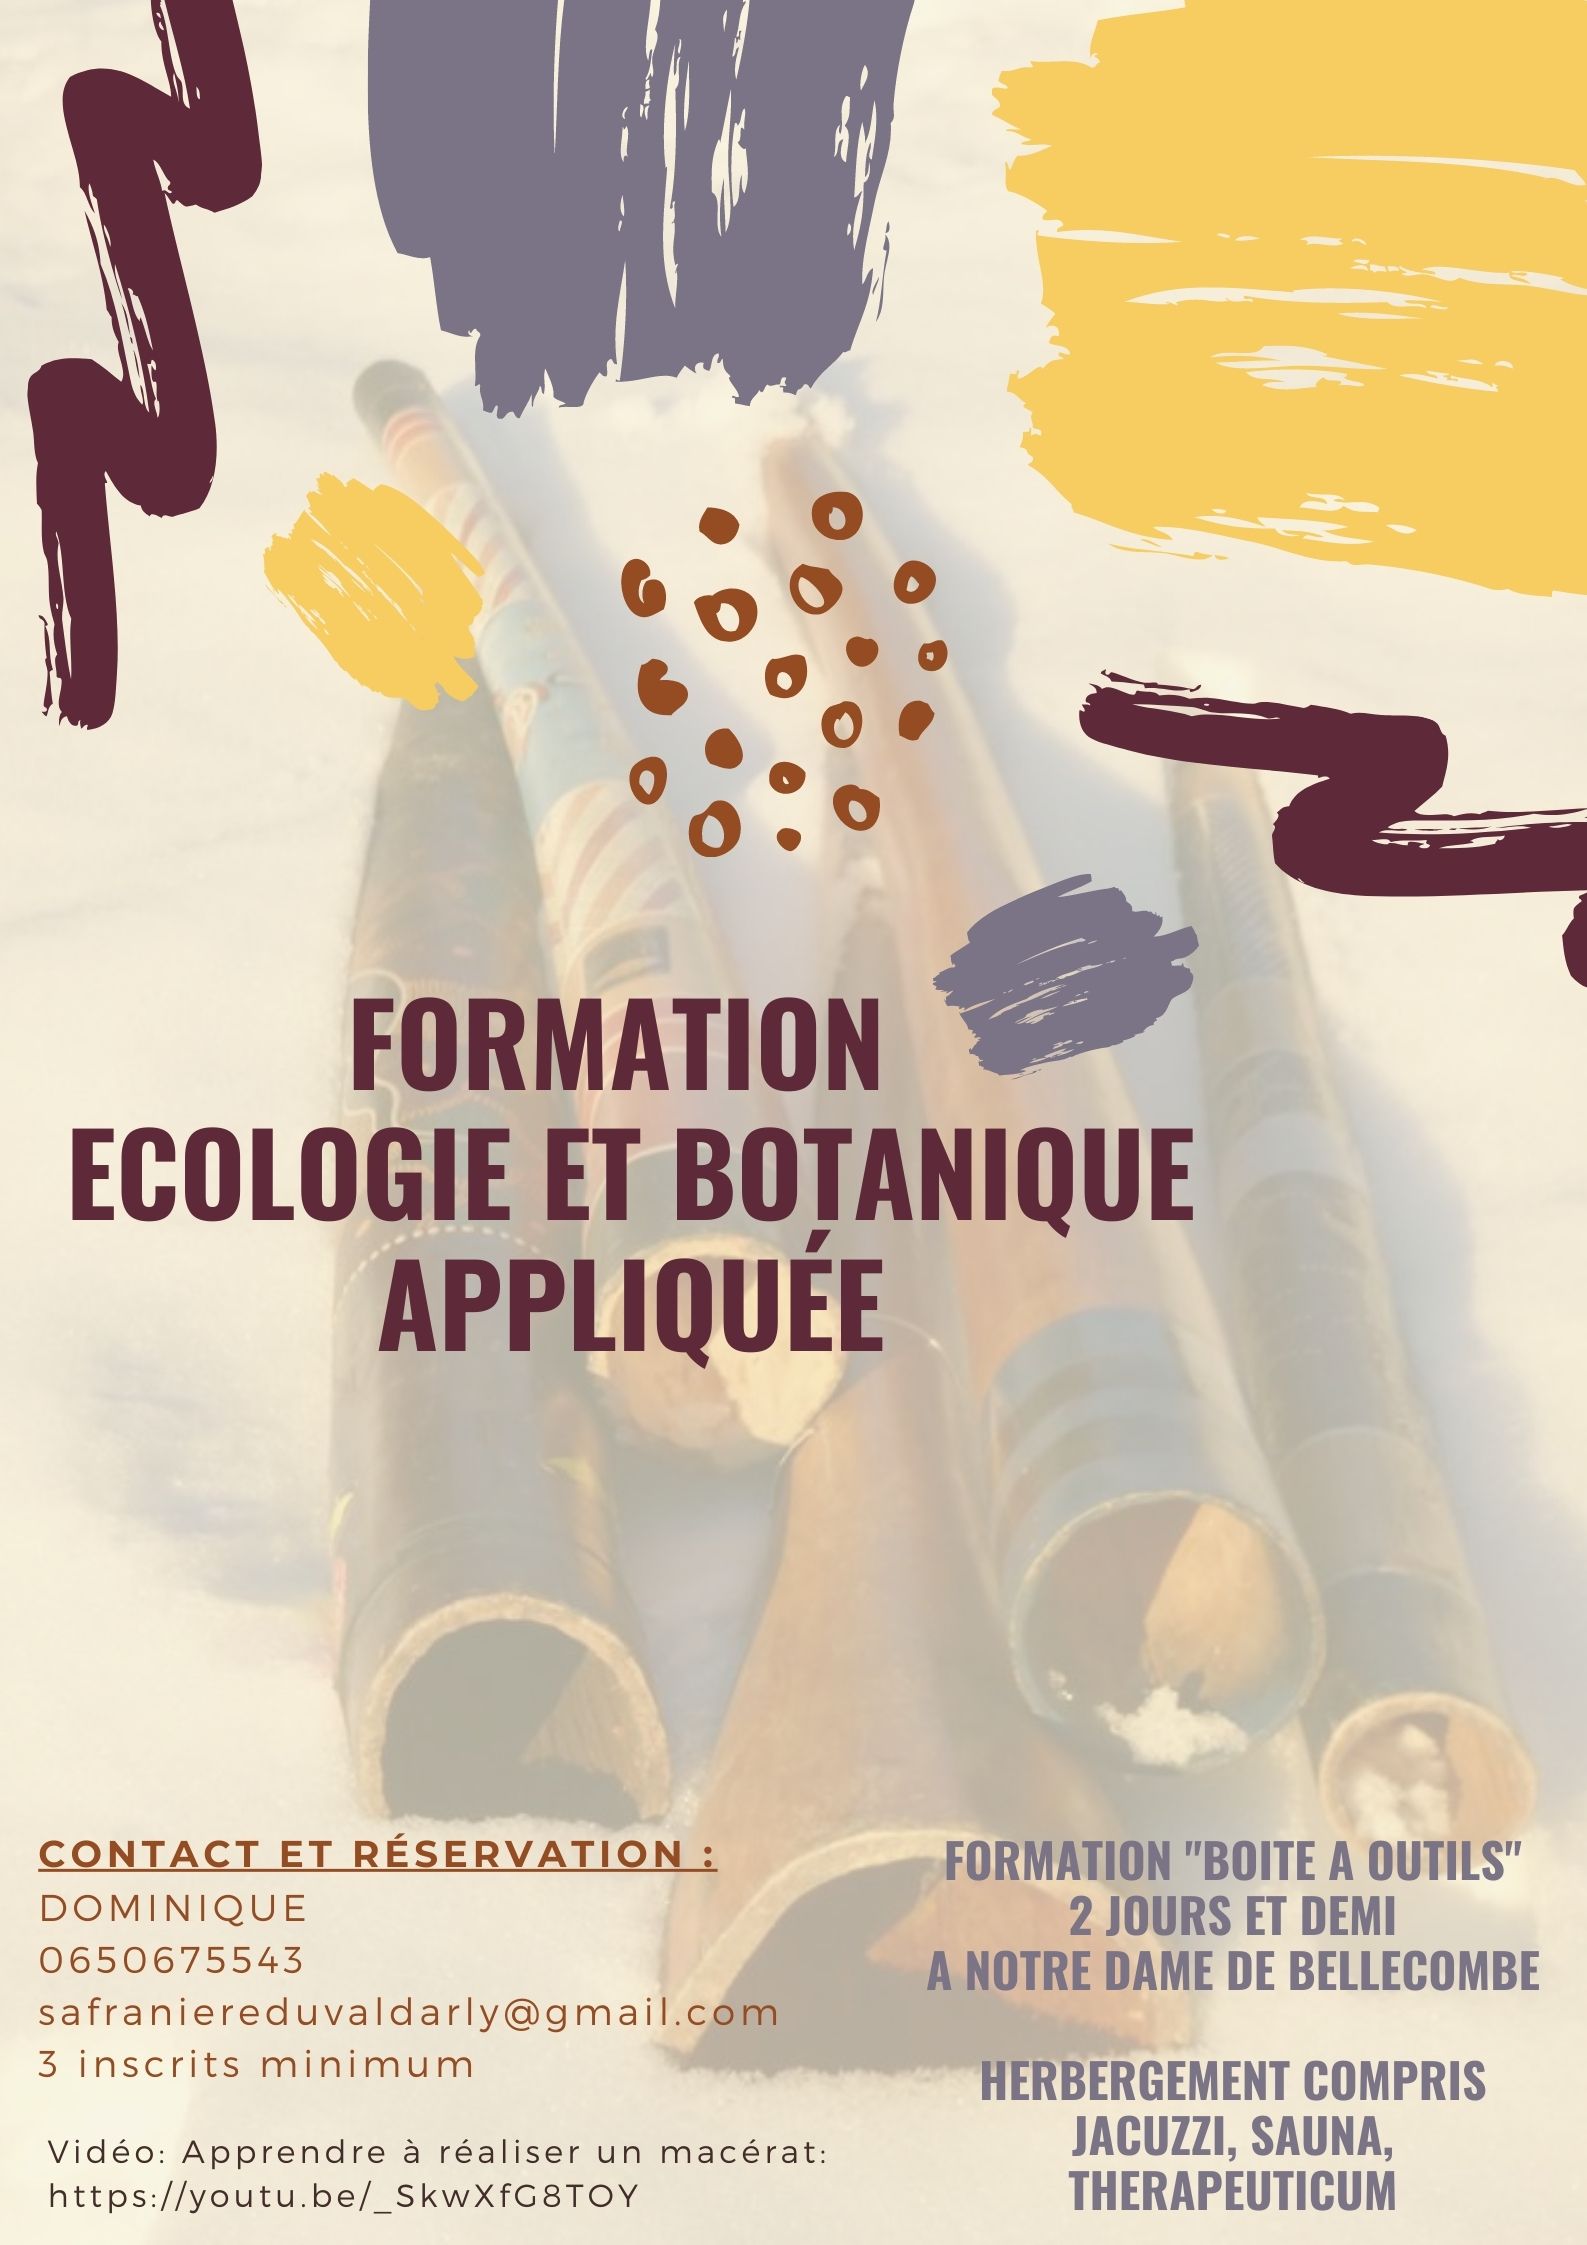 FORMATION
ECOLOGIE ET BOTANIQUE
APPLIQUÉE
CONTACT ET RÉSERVATION :
DOMINIQUE
0650675543
safraniereduvaldarly@gmail.com
3 inscrits minimum
Vidéo: Apprendre à réaliser un macérat:
https://youtu.be/_SkwXfG8TOY
FORMATION "BOITE A OUTILS"
2 JOURS ET DEMI
A NOTRE DAME DE BELLECOMBE
HERBERGEMENT COMPRIS
JACUZZI, SAUNA,
THERAPEUTICUM